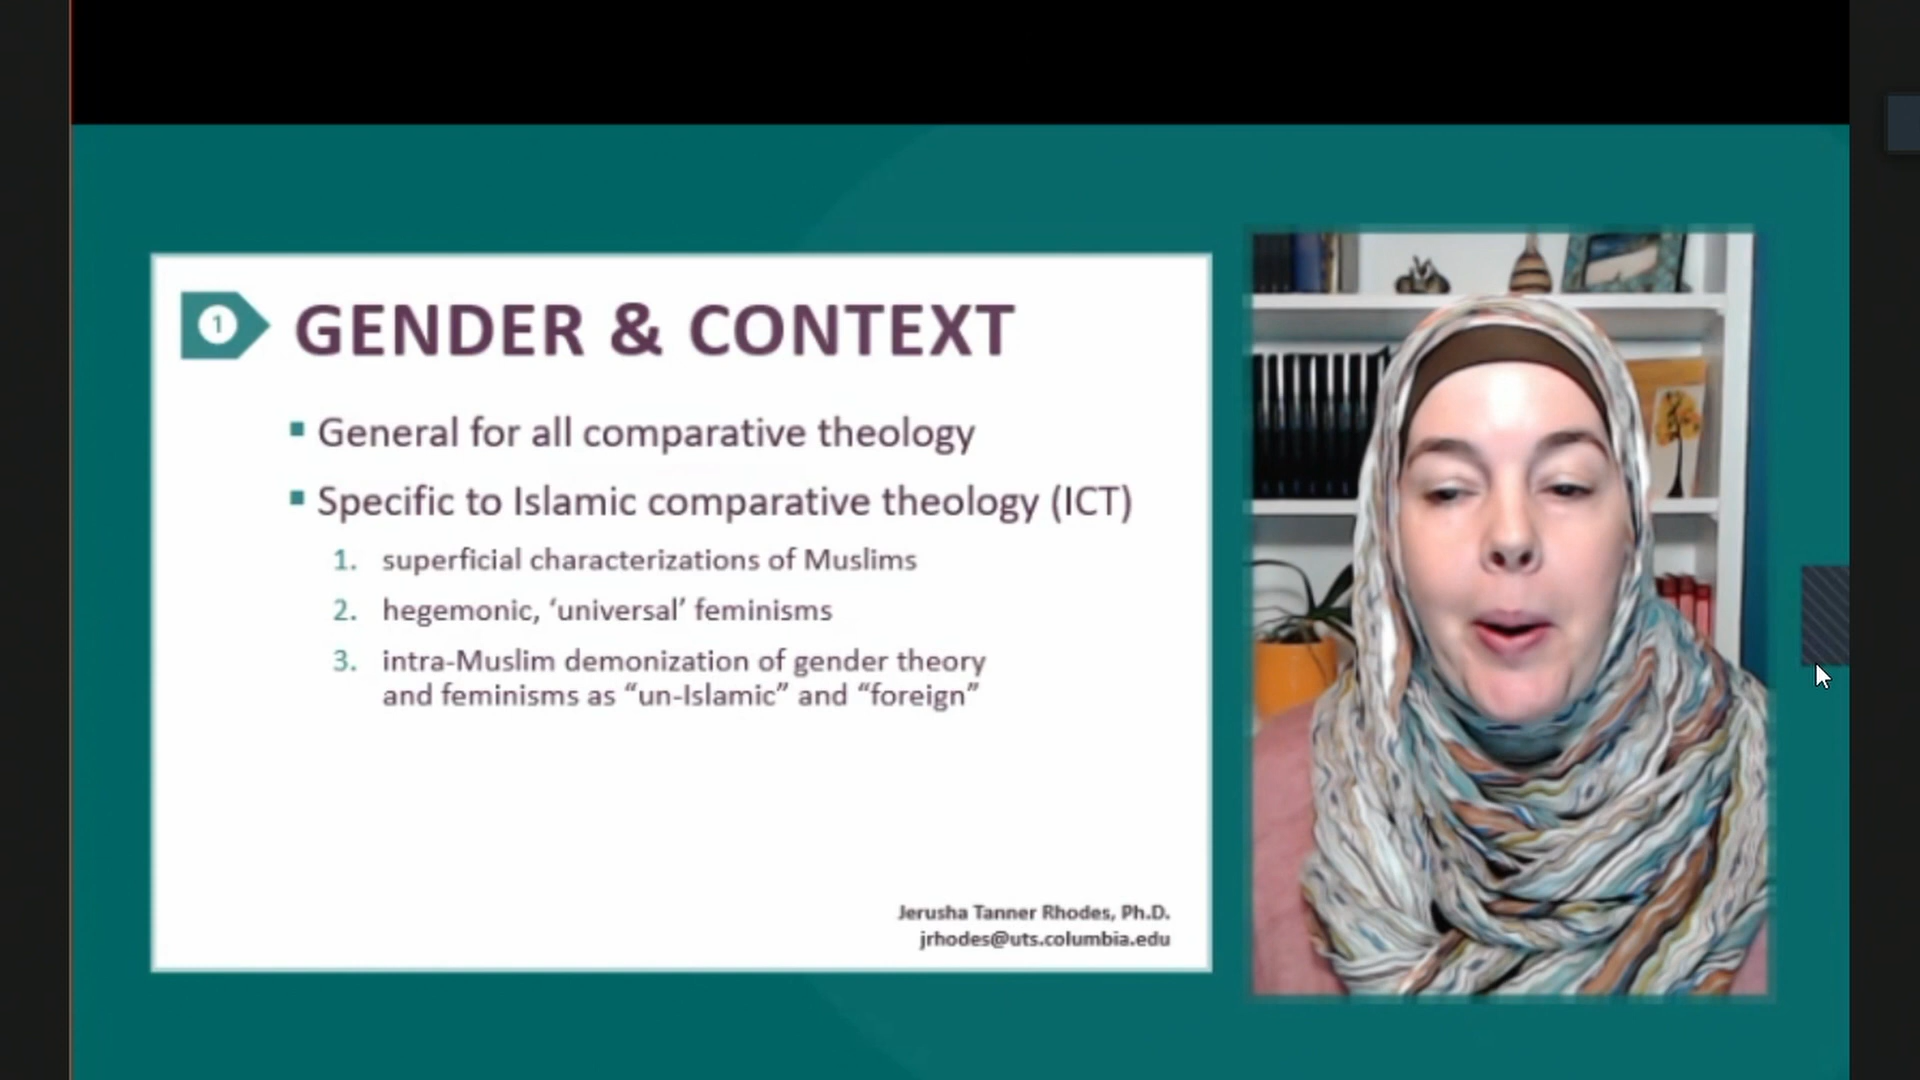 1
GENDER & CONTEXT
▪ General for all comparative theology
▪ Specific to Islamic comparative theology (ICT)
1. superficial characterizations of Muslims
2. hegemonic, ‘universal’ feminisms
3. intra-Muslim demonization of gender theory
and feminisms as “un-Islamic” and “foreign”
Jerusha Tanner Rhodes, Ph.D.
jrhodes@uts.columbia.edu